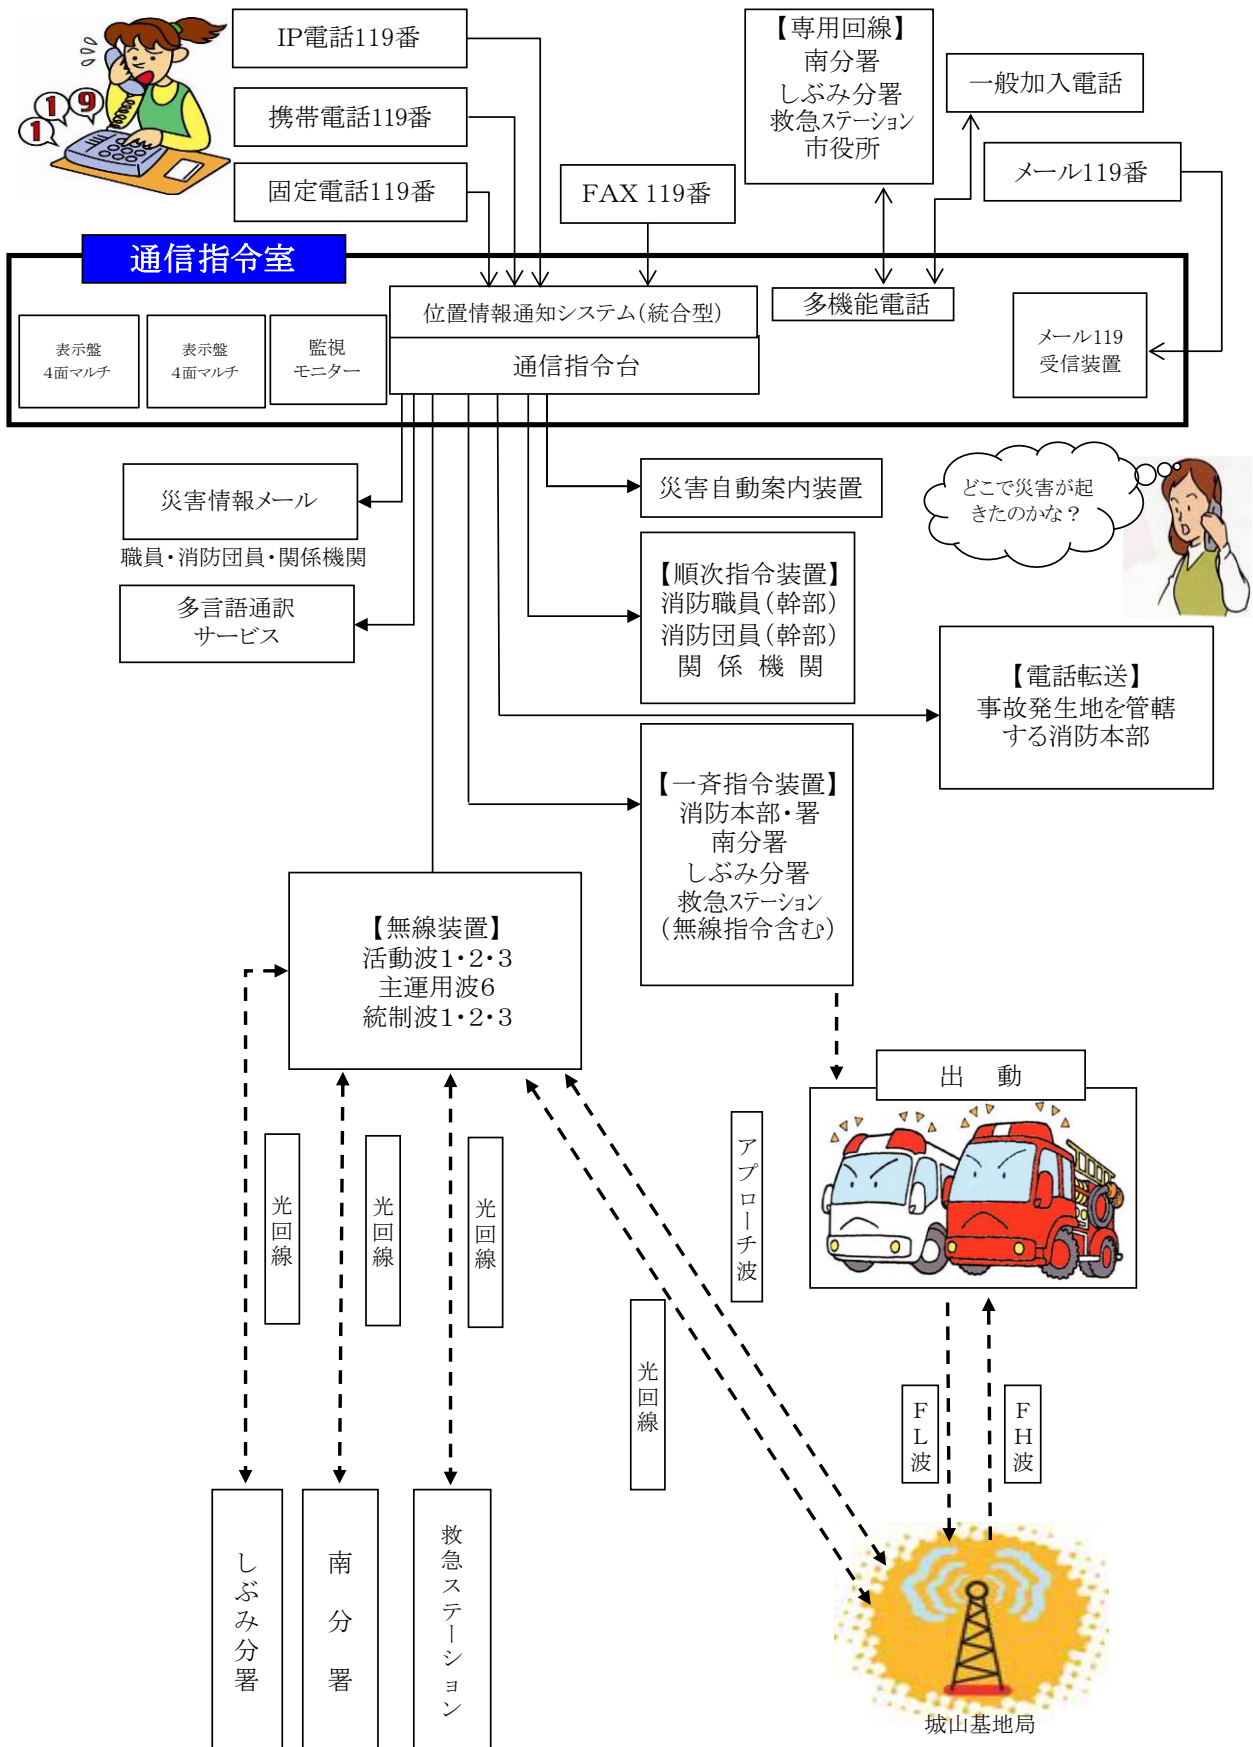 1
1
9
IP電話119番
携帯電話119番
固定電話119番
FAX 119番
【専用回線】
南分署
しぶみ分署
救急ステーション
市役所
一般加入電話
メール119番
通信指令室
表示盤
4面マルチ
表示盤
4面マルチ
監視
モニター
位置情報通知システム(統合型)
通信指令台
多機能電話
メール119
受信装置
災害情報メール
職員・消防団員・関係機関
多言語通訳
サービス
災害自動案内装置
どこで災害が起
きたのかな？
【順次指令装置】
消防職員(幹部)
消防団員(幹部)
関 係 機 関
【電話転送】
事故発生地を管轄
する消防本部
【一斉指令装置】
消防本部・署
南分署
しぶみ分署
救急ステーション
(無線指令含む)
【無線装置】
活動波1・2・3
主運用波6
統制波1・2・3
出 動
光回線
光回線
光回線
光回線
アプローチ波
FL波
FH波
しぶみ分署
南分署
救急ステーション
城山基地局